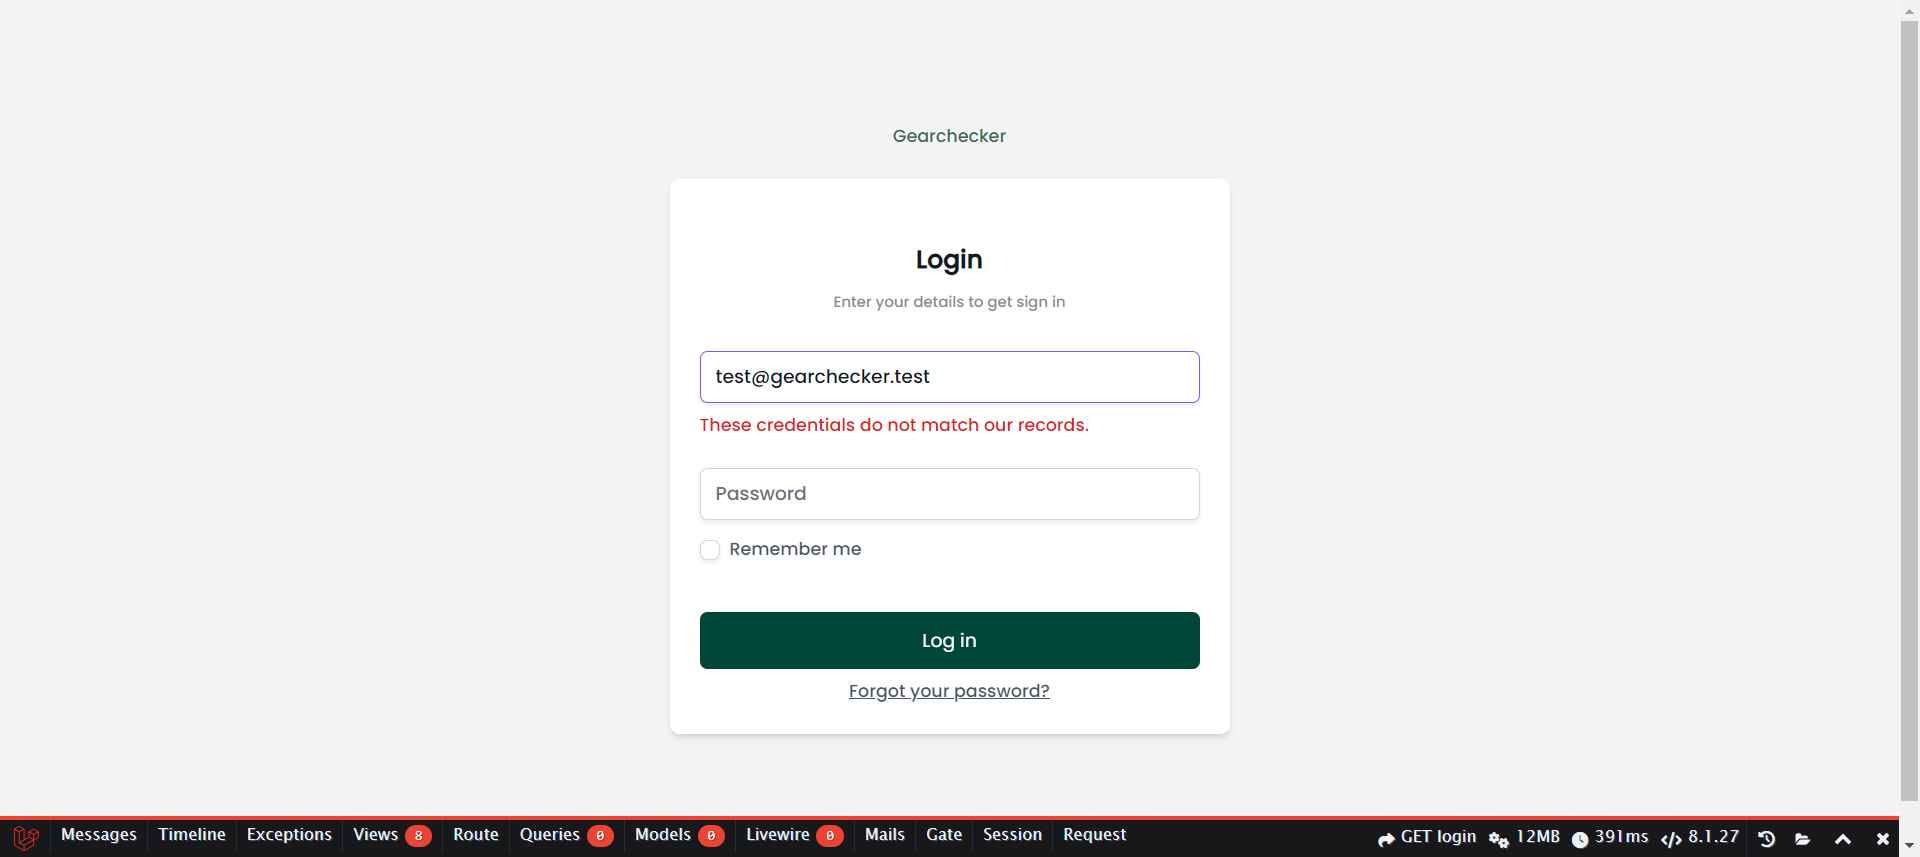 Gearchecker
Login
Enter your details to get sign in
test@gearchecker.test
These credentials do not match our records.
Password
Remember me
Log in
Forgot your password?
Messages Timeline Exceptions Views 8 Route Queries 0 Models 0 Livewire 0 Mails Gate Session Request GET login 12MB 391ms 8.1.27